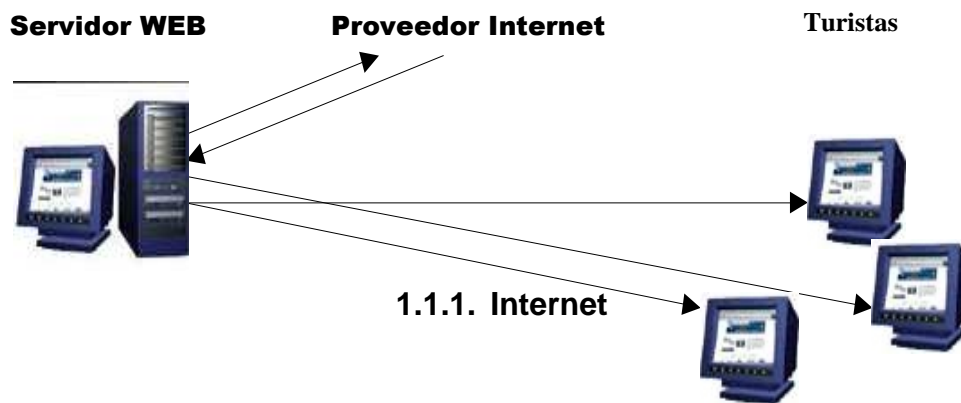 Servidor WEB
Proveedor Internet
Turistas
1.1.1. Internet